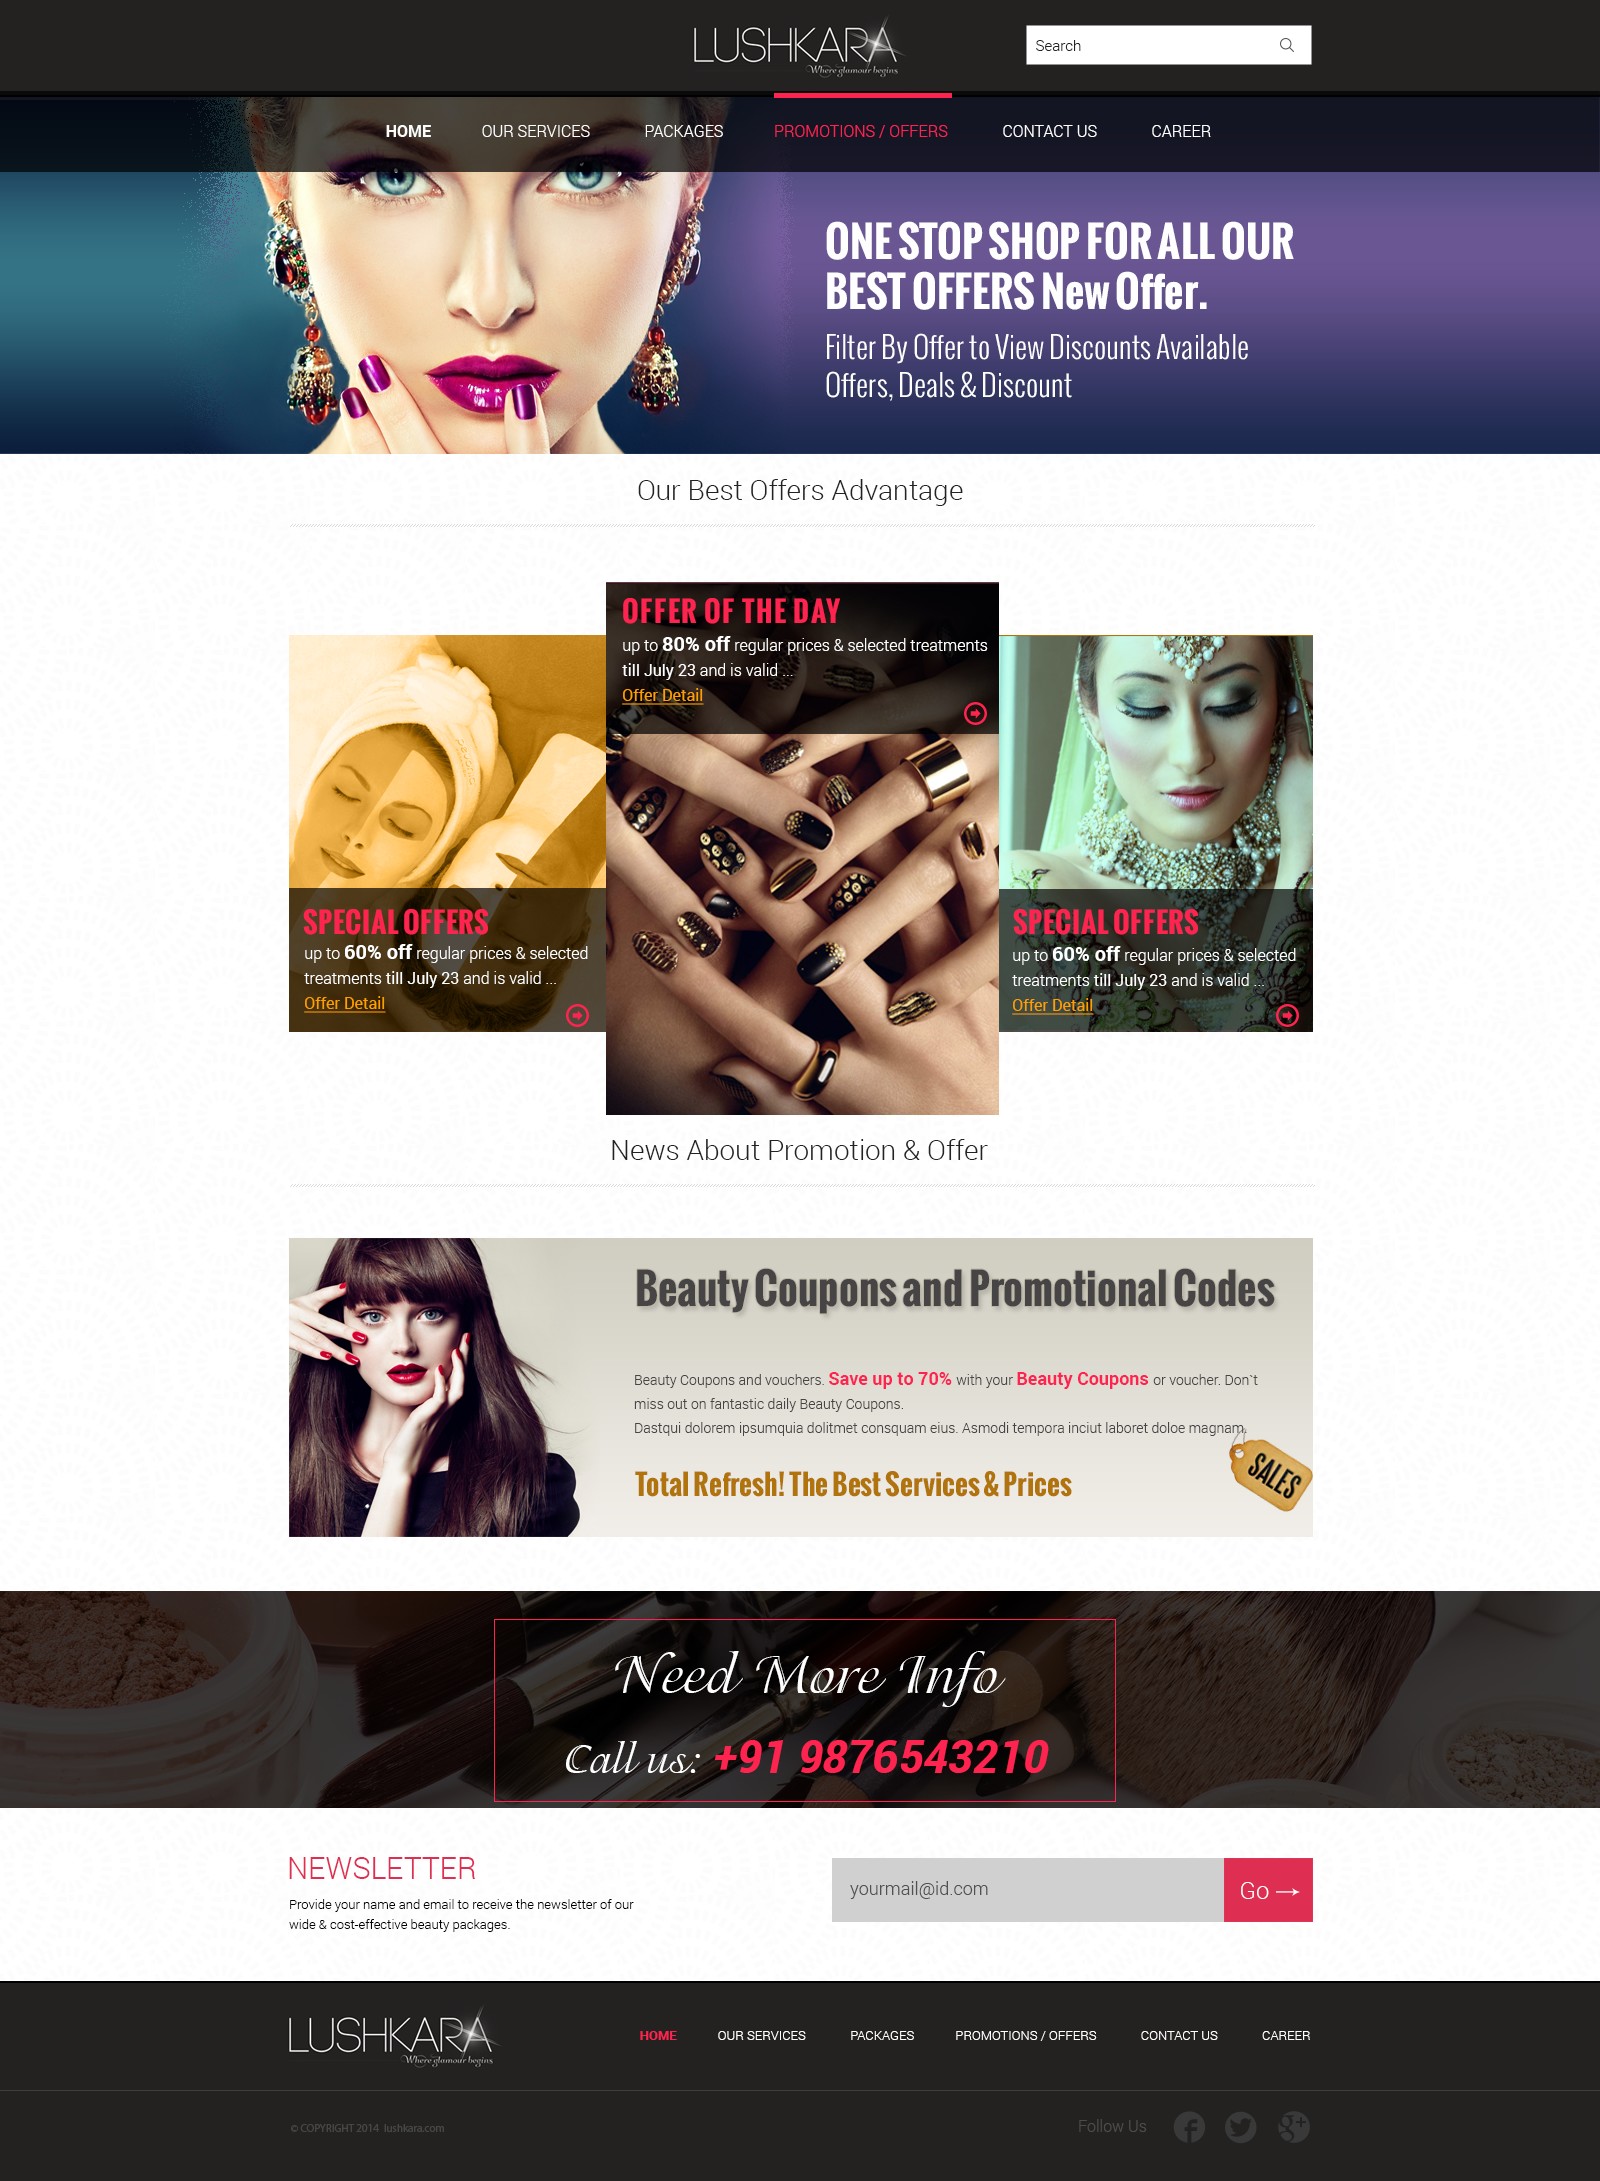 LUSHKARA
Where glamour begins
Search
HOME OUR SERVICES PACKAGES PROMOTIONS / OFFERS CONTACT US CAREER
ONE STOP SHOP FOR ALL OUR
BEST OFFERS New Offer.
Filter By Offer to View Discounts Available
Offers, Deals & Discount
Our Best Offers Advantage
OFFER OF THE DAY
up to 80% off regular prices & selected treatments
till July 23 and is valid ...
Offer Detail
SPECIAL OFFERS
up to 60% off regular prices & selected
treatments till July 23 and is valid ...
Offer Detail
SPECIAL OFFERS
up to 60% off regular prices & selected
treatments till July 23 and is valid ...
Offer Detail
News About Promotion & Offer
Beauty Coupons and Promotional Codes
Beauty Coupons and vouchers. Save up to 70% with your Beauty Coupons or voucher. Don`t
miss out on fantastic daily Beauty Coupons.
Dastqui dolorem ipsumquia dolitmet consquam eius. Asmodi tempora inciut laboret doloe magnam.
SALES
Total Refresh! The Best Services & Prices
Need More Info
Call us: +91 9876543210
NEWSLETTER
Provide your name and email to receive the newsletter of our
wide & cost-effective beauty packages.
yourmail@id.com
Go
LUSHKARA
Where glamour begins
HOME OUR SERVICES PACKAGES PROMOTIONS / OFFERS CONTACT US CAREER
© COPYRIGHT 2014 lushkara.com
Follow Us